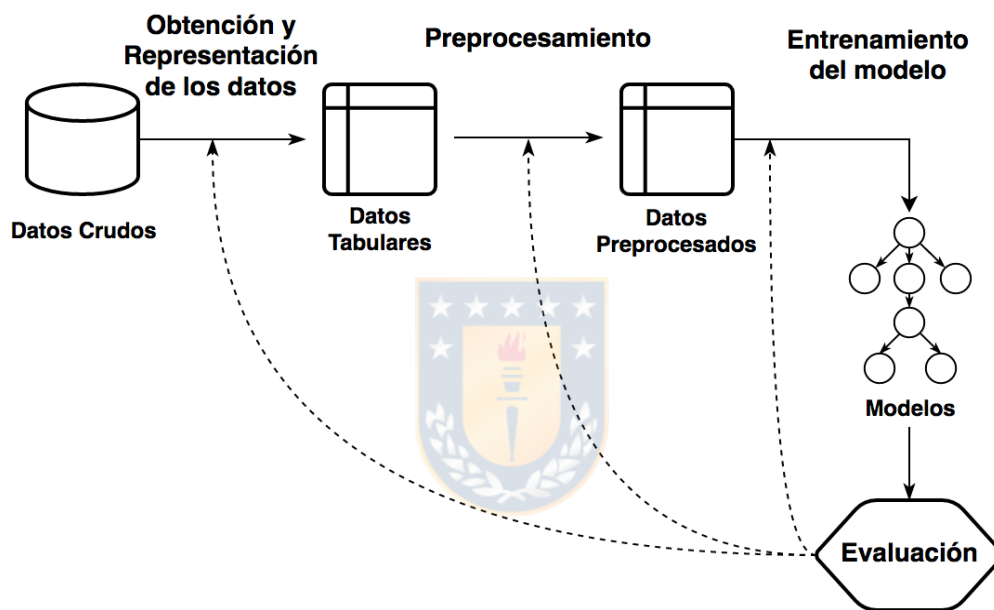 Obtención y
Representación
de los datos
Preprocesamiento
Entrenamiento
del modelo
Datos Crudos
Datos
Tabulares
Datos
Preprocesados
Modelos
Evaluación